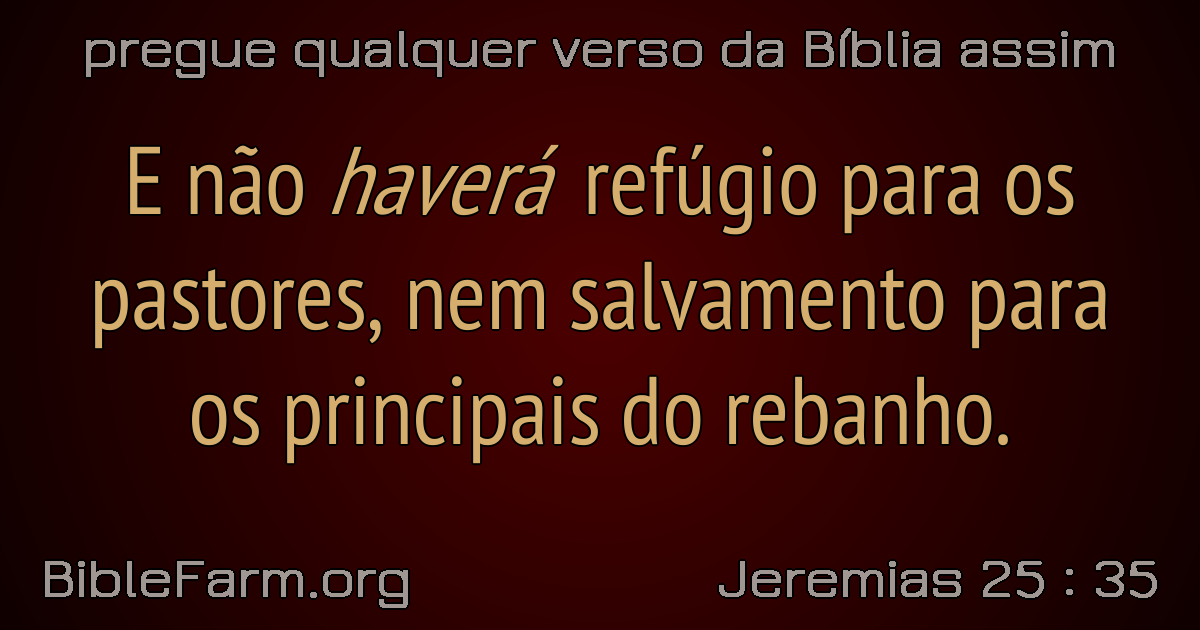 pregue qualquer verso da Bíblia assim
E não haverá refúgio para os
pastores, nem salvamento para
os principais do rebanho.
BibleFarm.org
Jeremias 25 : 35